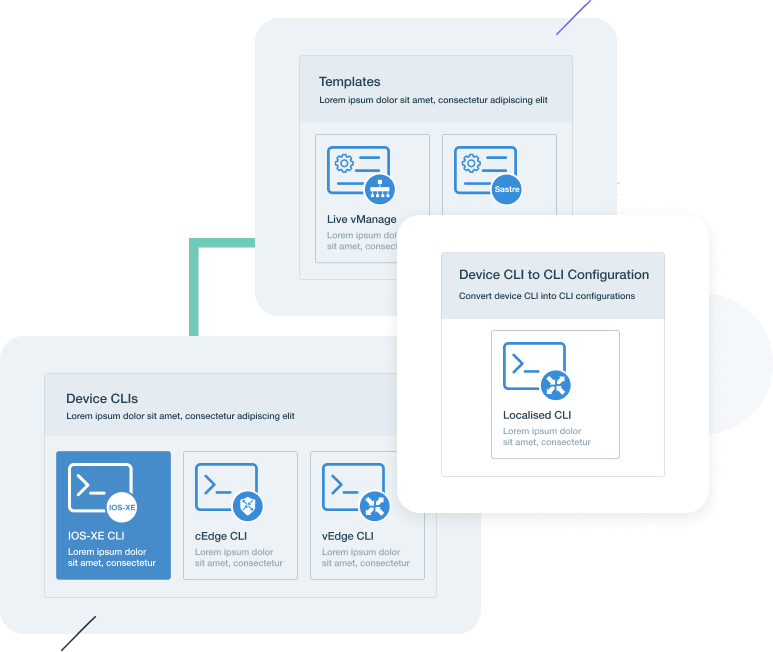 Templates
Lorem ipsum dolor sit amet, consectetur adipiscing elit
Sastre
Live vManage
Lorem ipsum dol
sit amet, consect
Device CLI to CLI Configuration
Convert device CLI into CLI configurations
Localised CLI
Lorem ipsum dolor
sit amet, consectetur
Device CLIs
Lorem ipsum dolor sit amet, consectetur adipiscing elit
IOS-XE
IOS-XE CLI
Lorem ipsum dolor
sit amet, consectetur
cEdge CLI
Lorem ipsum dolor
sit amet, consectetur
vEdge CLI
Lorem ipsum dolor
sit amet, consectetur